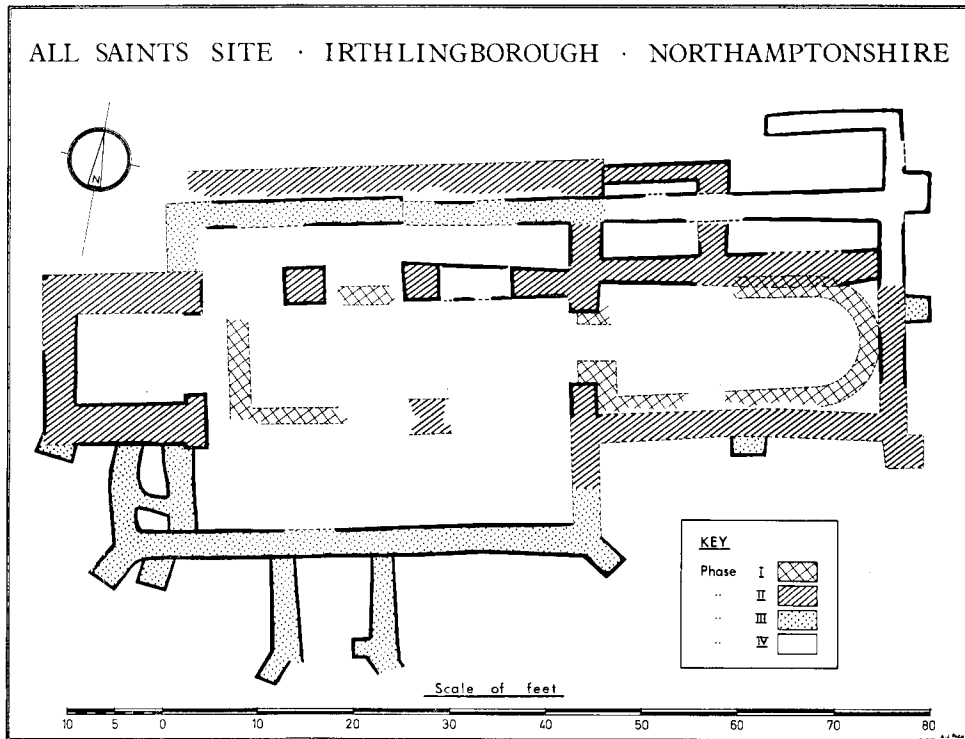 ALL SAINTS SITE · IRTHLINGBOROUGH · NORTHAMPTONSHIRE
N
KEY
Phase I
" II
" III
" IV
Scale of feet
10 5 0 10 20 30 40 50 60 70 80